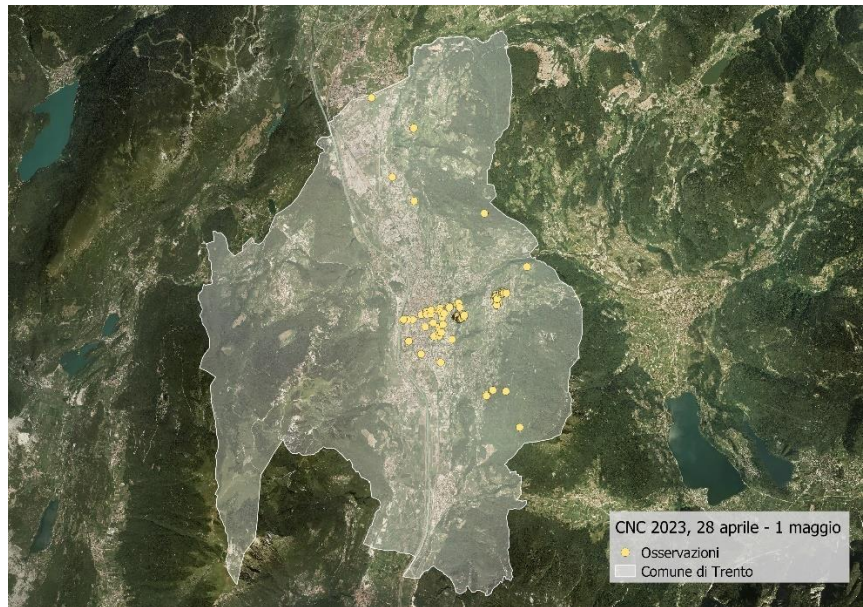 CNC 2023, 28 aprile - 1 maggio
Osservazioni
Comune di Trento